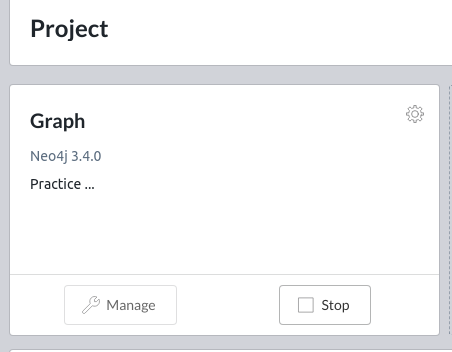 Project
Graph
Neo4j 3.4.0
Practice ...
Manage
Stop